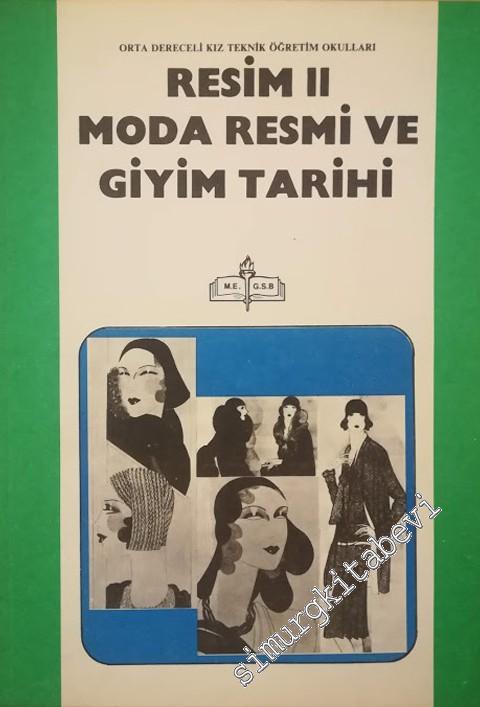 ORTA DERECELİ KIZ TEKNİK ÖĞRETİM OKULLARI
RESİM II
MODA RESMİ VE
GİYİM TARİHİ
M.E. G.S.B
simurgkitabevi